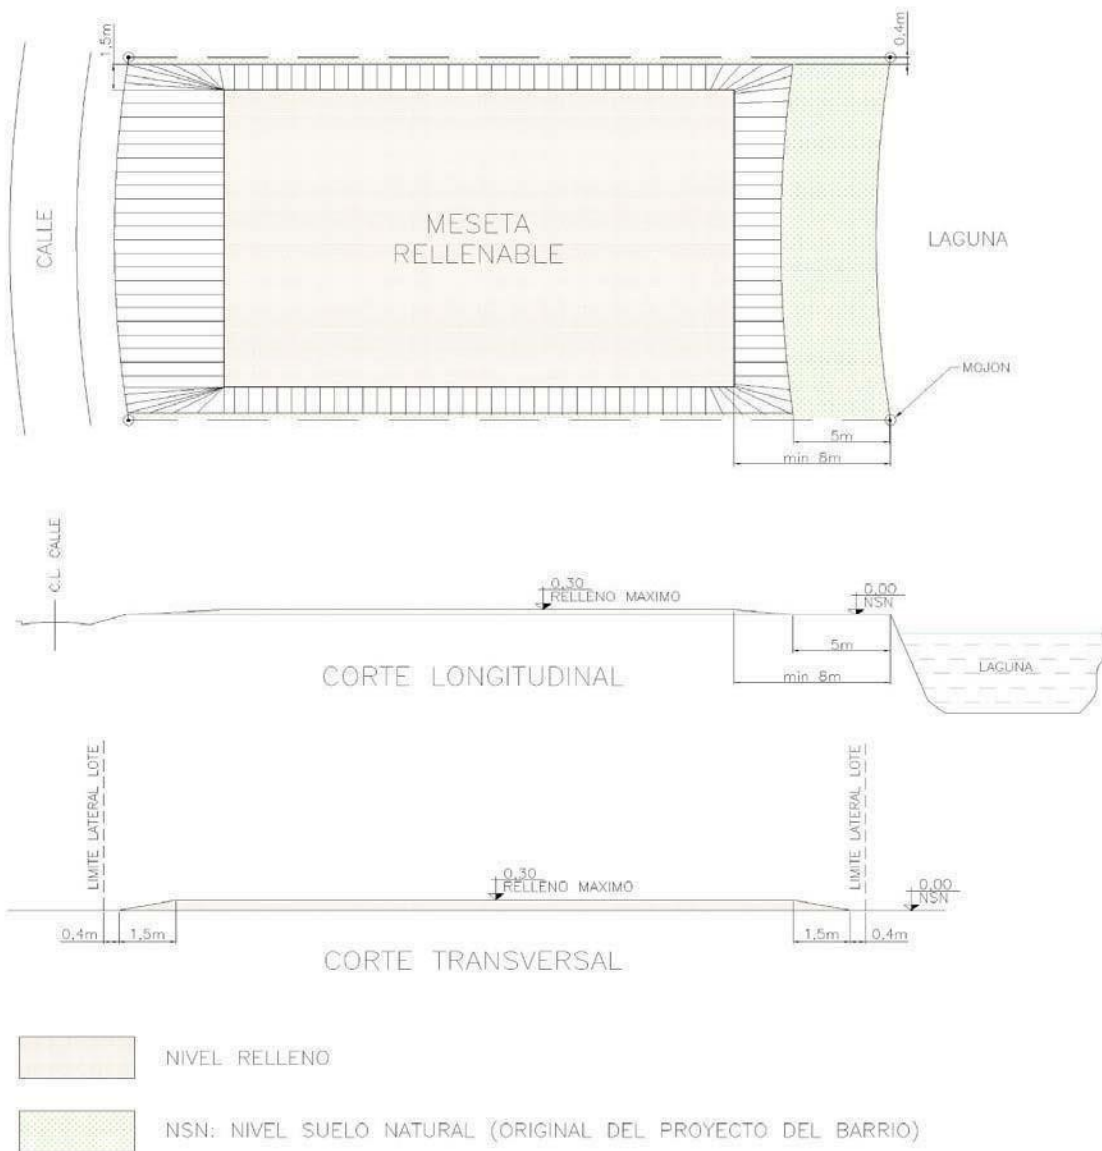 1,5m
0,4m
CALLE
MESETA
RELLENABLE
LAGUNA
MOJON
5m
min 8m
C.L. CALLE
0,30
RELLENO MAXIMO
0,00
NSN
5m
min 8m
LAGUNA
CORTE LONGITUDINAL
LIMITE LATERAL LOTE
LIMITE LATERAL LOTE
0,30
RELLENO MAXIMO
0,00
NSN
0,4m
1,5m
1,5m
0,4m
CORTE TRANSVERSAL
NIVEL RELLENO
NSN: NIVEL SUELO NATURAL (ORIGINAL DEL PROYECTO DEL BARRIO)